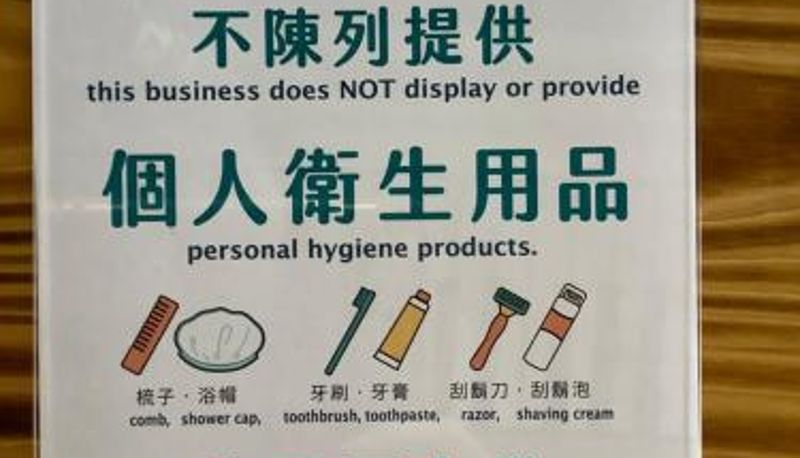 不陳列提供
this business does NOT display or provide
個人衛生用品
personal hygiene products.
梳子·浴帽 牙刷·牙膏 刮鬍刀·刮鬍泡
comb, shower cap, toothbrush, toothpaste, razor, shaving cream